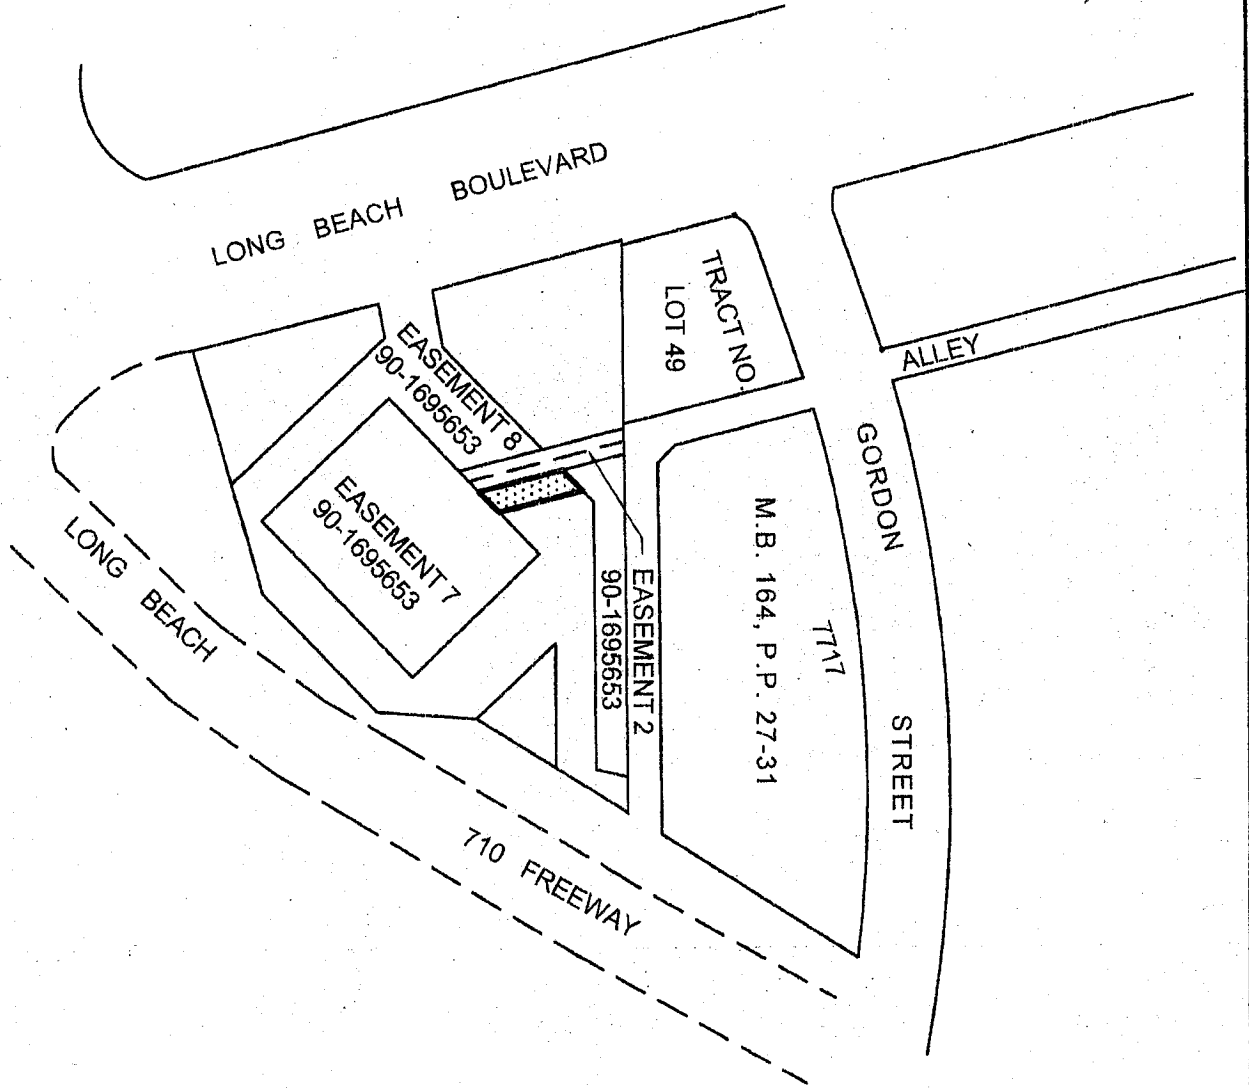 LONG BEACH BOULEVARD
TRACT NO.
LOT 49
ALLEY
EASEMENT 8
90-1695653
GORDON STREET
EASEMENT 7
90-1695653
M.B. 164, P.P. 27-31
7717
EASEMENT 2
90-1695653
LONG BEACH
710 FREEWAY